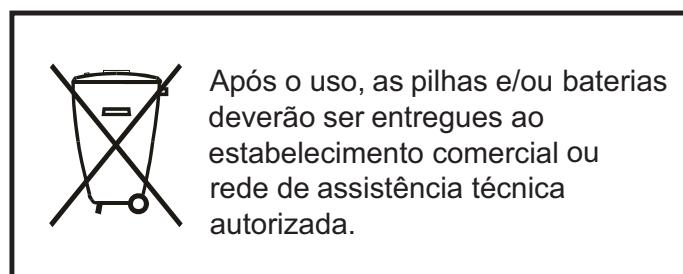 Após o uso, as pilhas e/ou baterias
deverão ser entregues ao
estabelecimento comercial ou
rede de assistência técnica
autorizada.